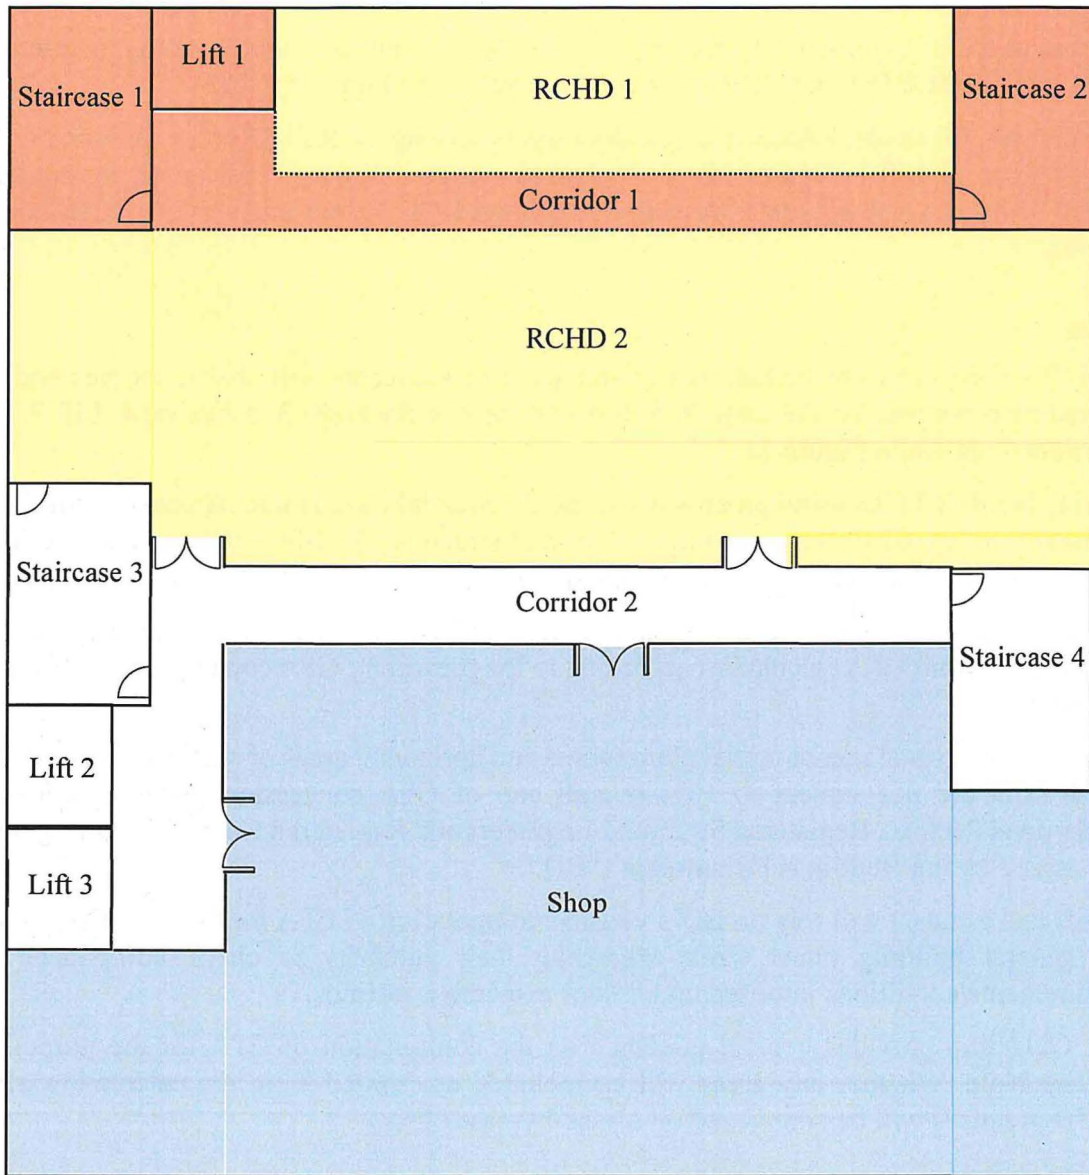 Lift 1
Staircase 1
RCHD 1
Staircase 2
Corridor 1
RCHD 2
Staircase 3
Corridor 2
Staircase 4
Lift 2
Lift 3
Shop